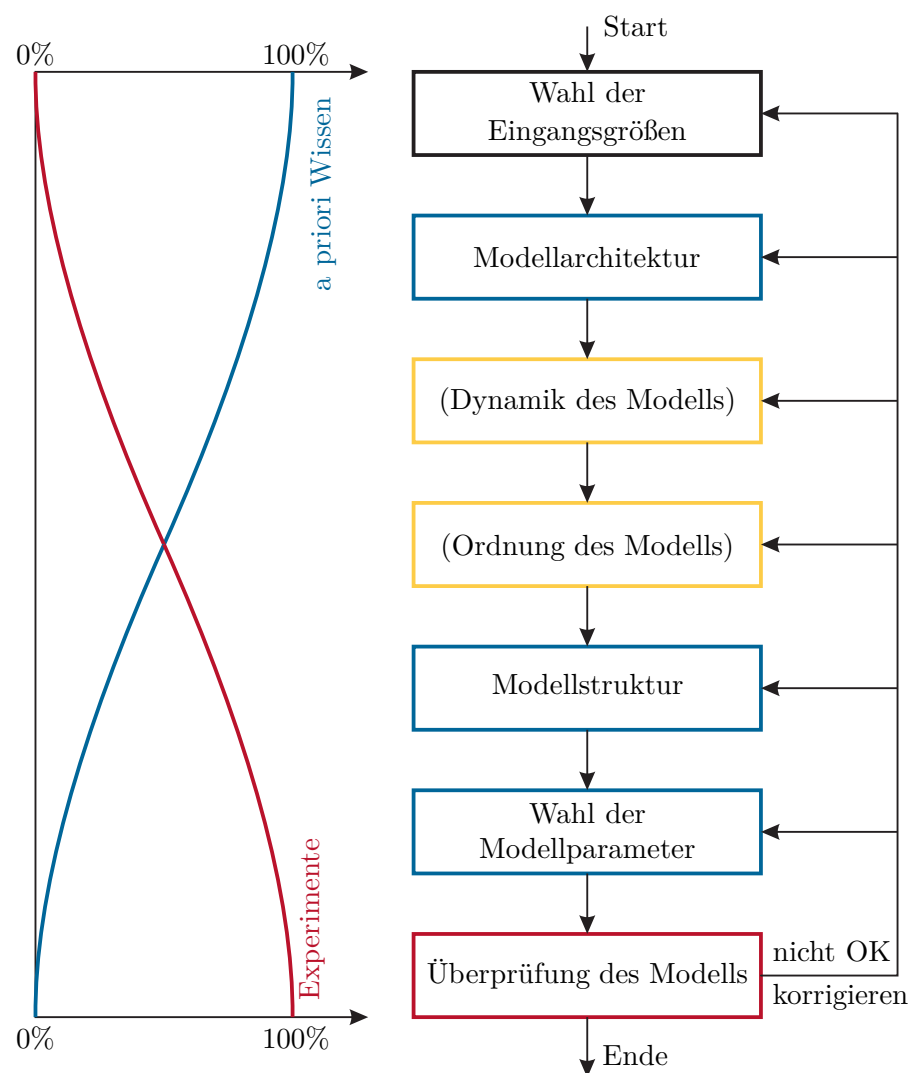 Start
0%
100%
a priori Wissen
Wahl der
Eingangsgrößen
Modellarchitektur
(Dynamik des Modells)
(Ordnung des Modells)
Modellstruktur
Wahl der
Modellparameter
Experimente
Überprüfung des Modells
nicht OK
korrigieren
0%
100%
Ende